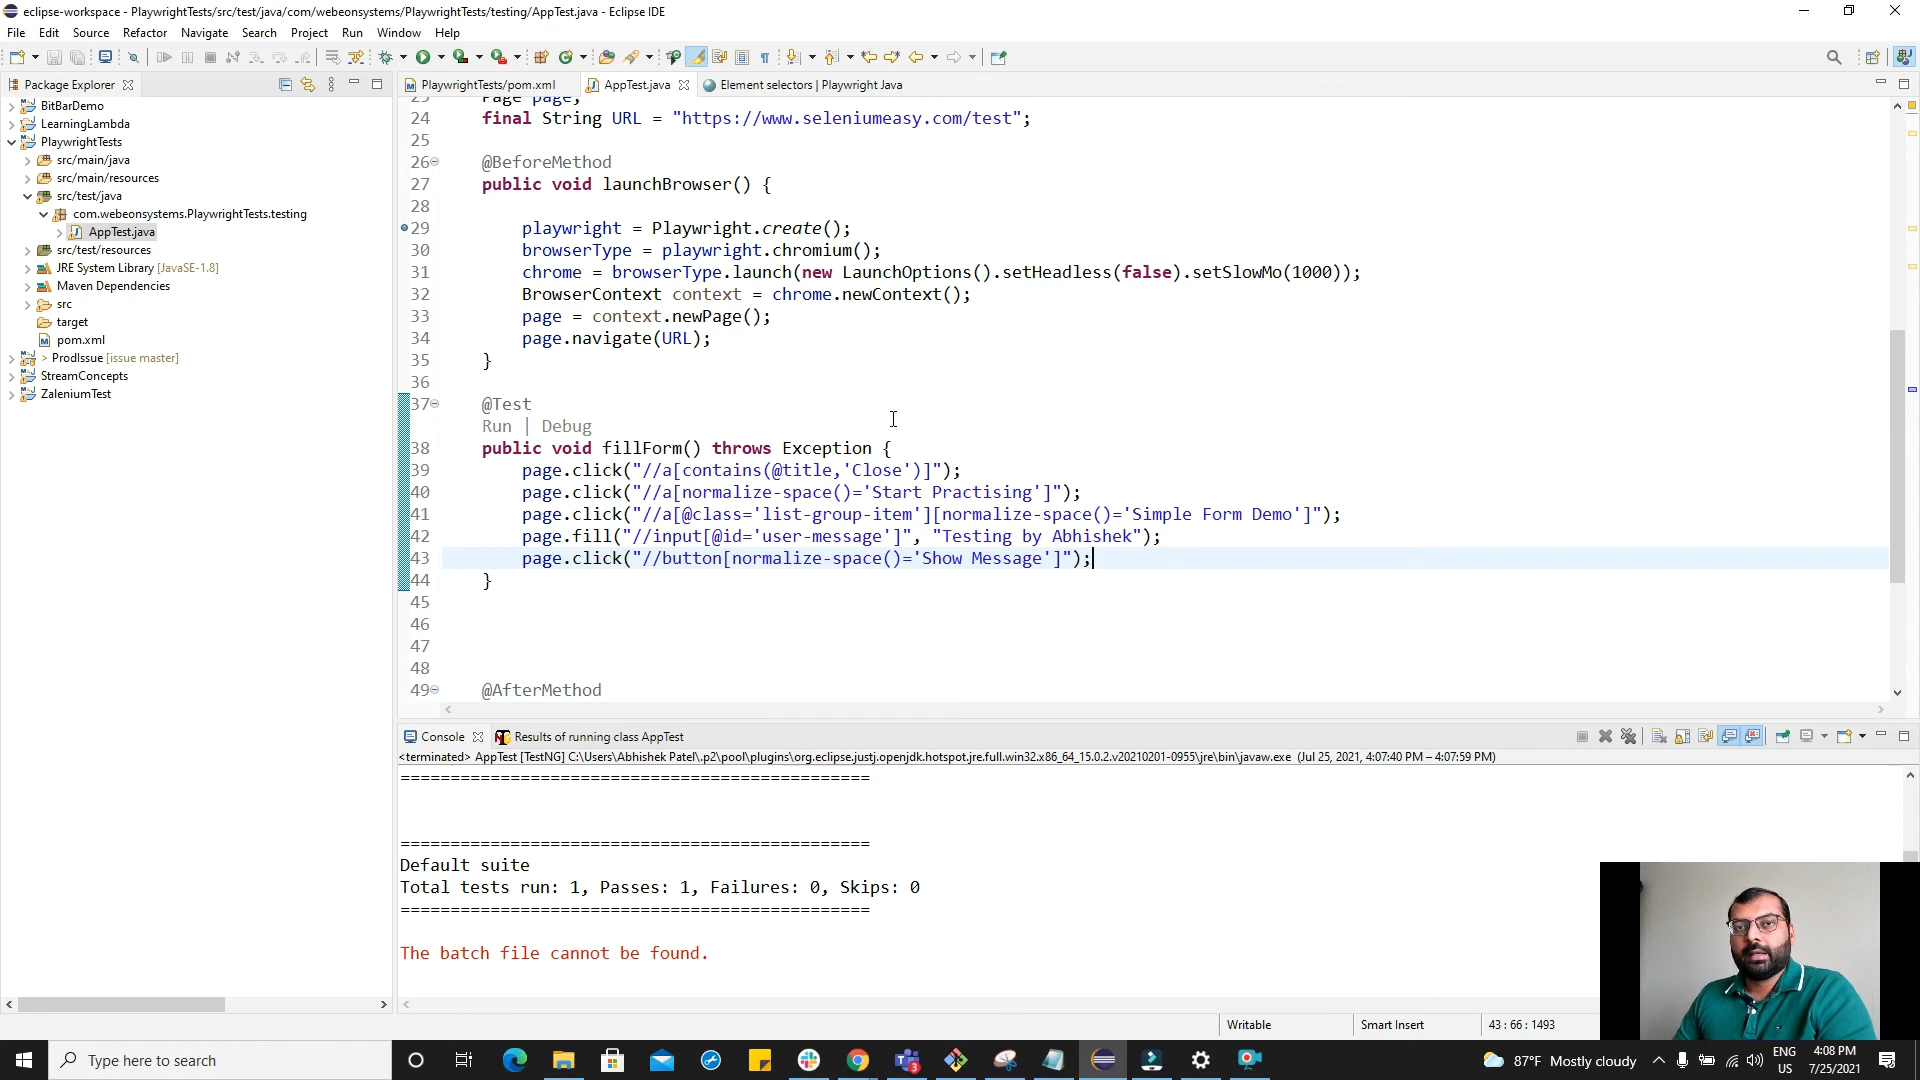 eclipse-workspace - PlaywrightTests/src/test/java/com/webeonsystems/PlaywrightTests/testing/AppTest.java - Eclipse IDE
File Edit Source Refactor Navigate Search Project Run Window Help
Package Explorer
PlaywrightTests/pom.xml AppTest.java Element selectors | Playwright Java
BitBarDemo
LearningLambda
PlaywrightTests
src/main/java
src/main/resources
src/test/java
com.webeonsystems.PlaywrightTests.testing
AppTest.java
src/test/resources
JRE System Library [JavaSE-1.8]
Maven Dependencies
src
target
pom.xml
> ProdIssue [issue master]
StreamConcepts
ZaleniumTest
23 Page page;
24 final String URL = "https://www.seleniumeasy.com/test";
25
26 @BeforeMethod
27 public void launchBrowser() {
28
29 playwright = Playwright.create();
30 browserType = playwright.chromium();
31 chrome = browserType.launch(new LaunchOptions().setHeadless(false).setSlowMo(1000));
32 BrowserContext context = chrome.newContext();
33 page = context.newPage();
34 page.navigate(URL);
35 }
36
37 @Test
Run | Debug
38 public void fillForm() throws Exception {
39 page.click("//a[contains(@title,'Close')]");
40 page.click("//a[normalize-space()='Start Practising']");
41 page.click("//a[@class='list-group-item'][normalize-space()='Simple Form Demo']");
42 page.fill("//input[@id='user-message']", "Testing by Abhishek");
43 page.click("//button[normalize-space()='Show Message']");
44 }
45
46
47
48
49 @AfterMethod
Console Results of running class AppTest
<terminated> AppTest [TestNG] C:\Users\Abhishek Patel\.p2\pool\plugins\org.eclipse.justj.openjdk.hotspot.jre.full.win32.x86_64_15.0.2.v20210201-0955\jre\bin\javaw.exe (Jul 25, 2021, 4:07:40 PM – 4:07:59 PM)
===============================================
===============================================
Default suite
Total tests run: 1, Passes: 1, Failures: 0, Skips: 0
===============================================
The batch file cannot be found.
Writable Smart Insert 43 : 66 : 1493
Type here to search
3
87°F Mostly cloudy
ENG
US
4:08 PM
7/25/2021